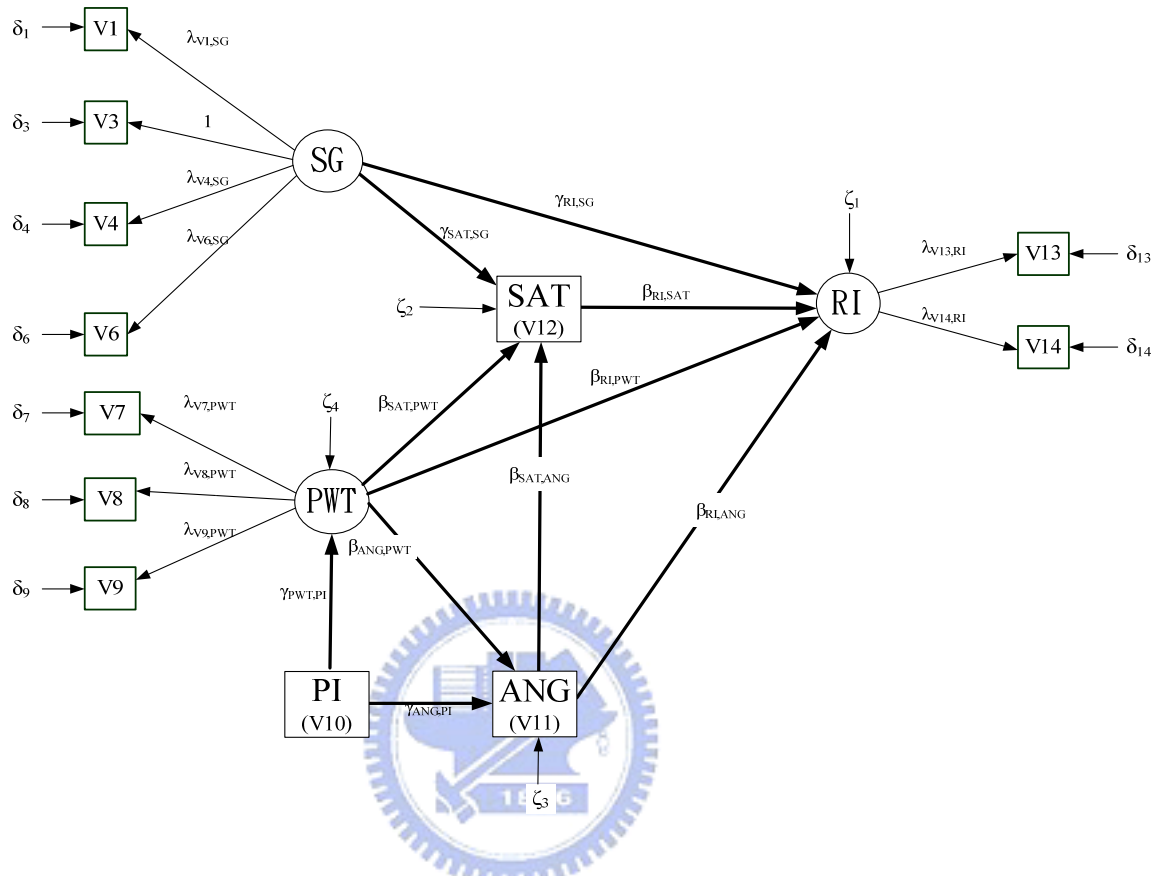 δ₁ V1 λV1,SG
δ₃ V3 1
SG
δ₄ V4 λV4,SG
δ₆ V6 λV6,SG
γRI,SG
γSAT,SG
ζ₁
RI
λV13,RI V13 δ₁₃
λV14,RI V14 δ₁₄
ζ₂ SAT
(V12)
βRI,SAT
βRI,PWT
δ₇ V7 λV7,PWT
ζ₄
βSAT,PWT
δ₈ V8 λV8,PWT
PWT
βSAT,ANG
βRI,ANG
δ₉ V9 λV9,PWT
βANG,PWT
γPWT,PI
PI
(V10)
γANG,PI
ANG
(V11)
ζ₃